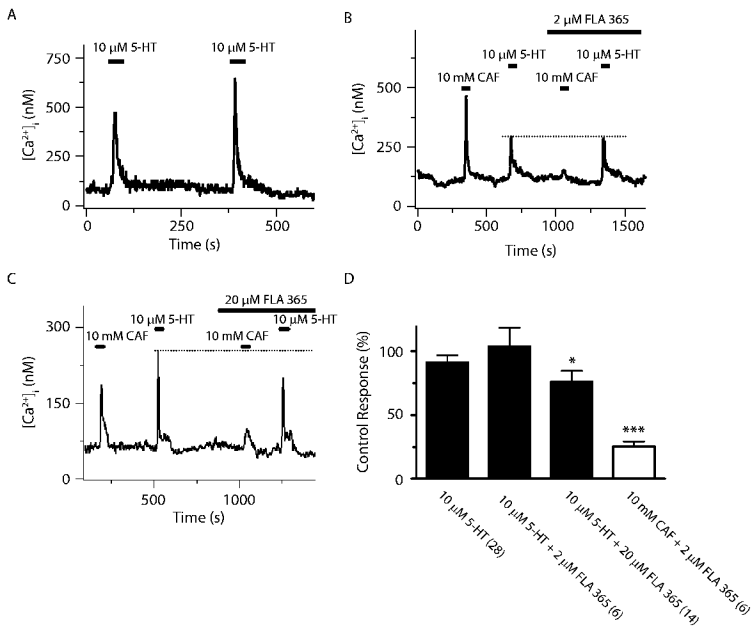 A
10 µM 5-HT
10 µM 5-HT
750
500
250
0
[Ca²⁺]ᵢ (nM)
0
250
500
Time (s)
B
2 µM FLA 365
10 µM 5-HT
10 µM 5-HT
10 mM CAF
10 mM CAF
500
250
0
[Ca²⁺]ᵢ (nM)
0
500
1000
1500
Time (s)
C
20 µM FLA 365
10 µM 5-HT
10 µM 5-HT
10 mM CAF
10 mM CAF
300
150
0
[Ca²⁺]ᵢ (nM)
500
1000
Time (s)
D
100
50
0
Control Response (%)
*
***
10 µM 5-HT (28)
10 µM 5-HT + 2 µM FLA 365 (6)
10 µM 5-HT + 20 µM FLA 365 (14)
10 mM CAF + 2 µM FLA 365 (6)